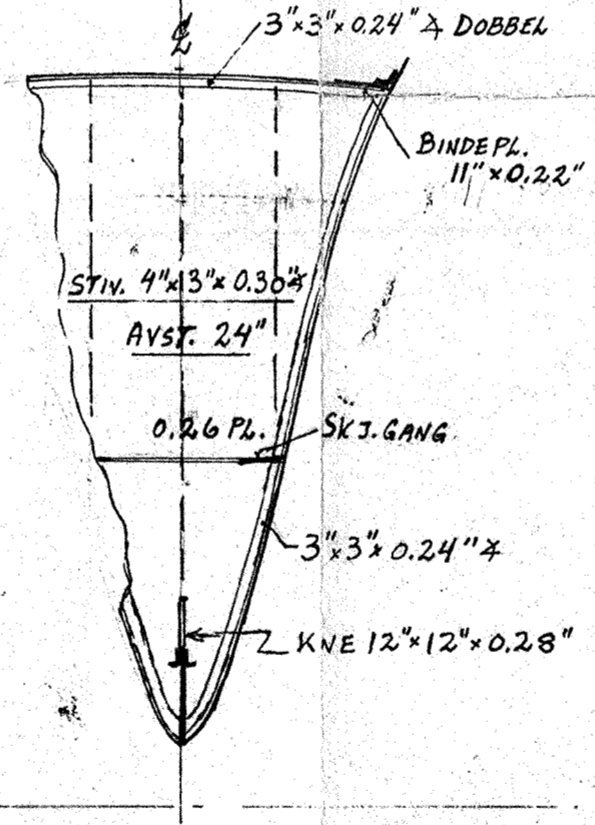 ℄
3"×3"×0.24" ∡ DOBBEL
BINDEPL.
11"×0.22"
STIV. 4"×3"×0.30"∡
AVST. 24"
0.26 PL.
SKJ.GANG
3"×3"×0.24"∡
KNE 12"×12"×0.28"